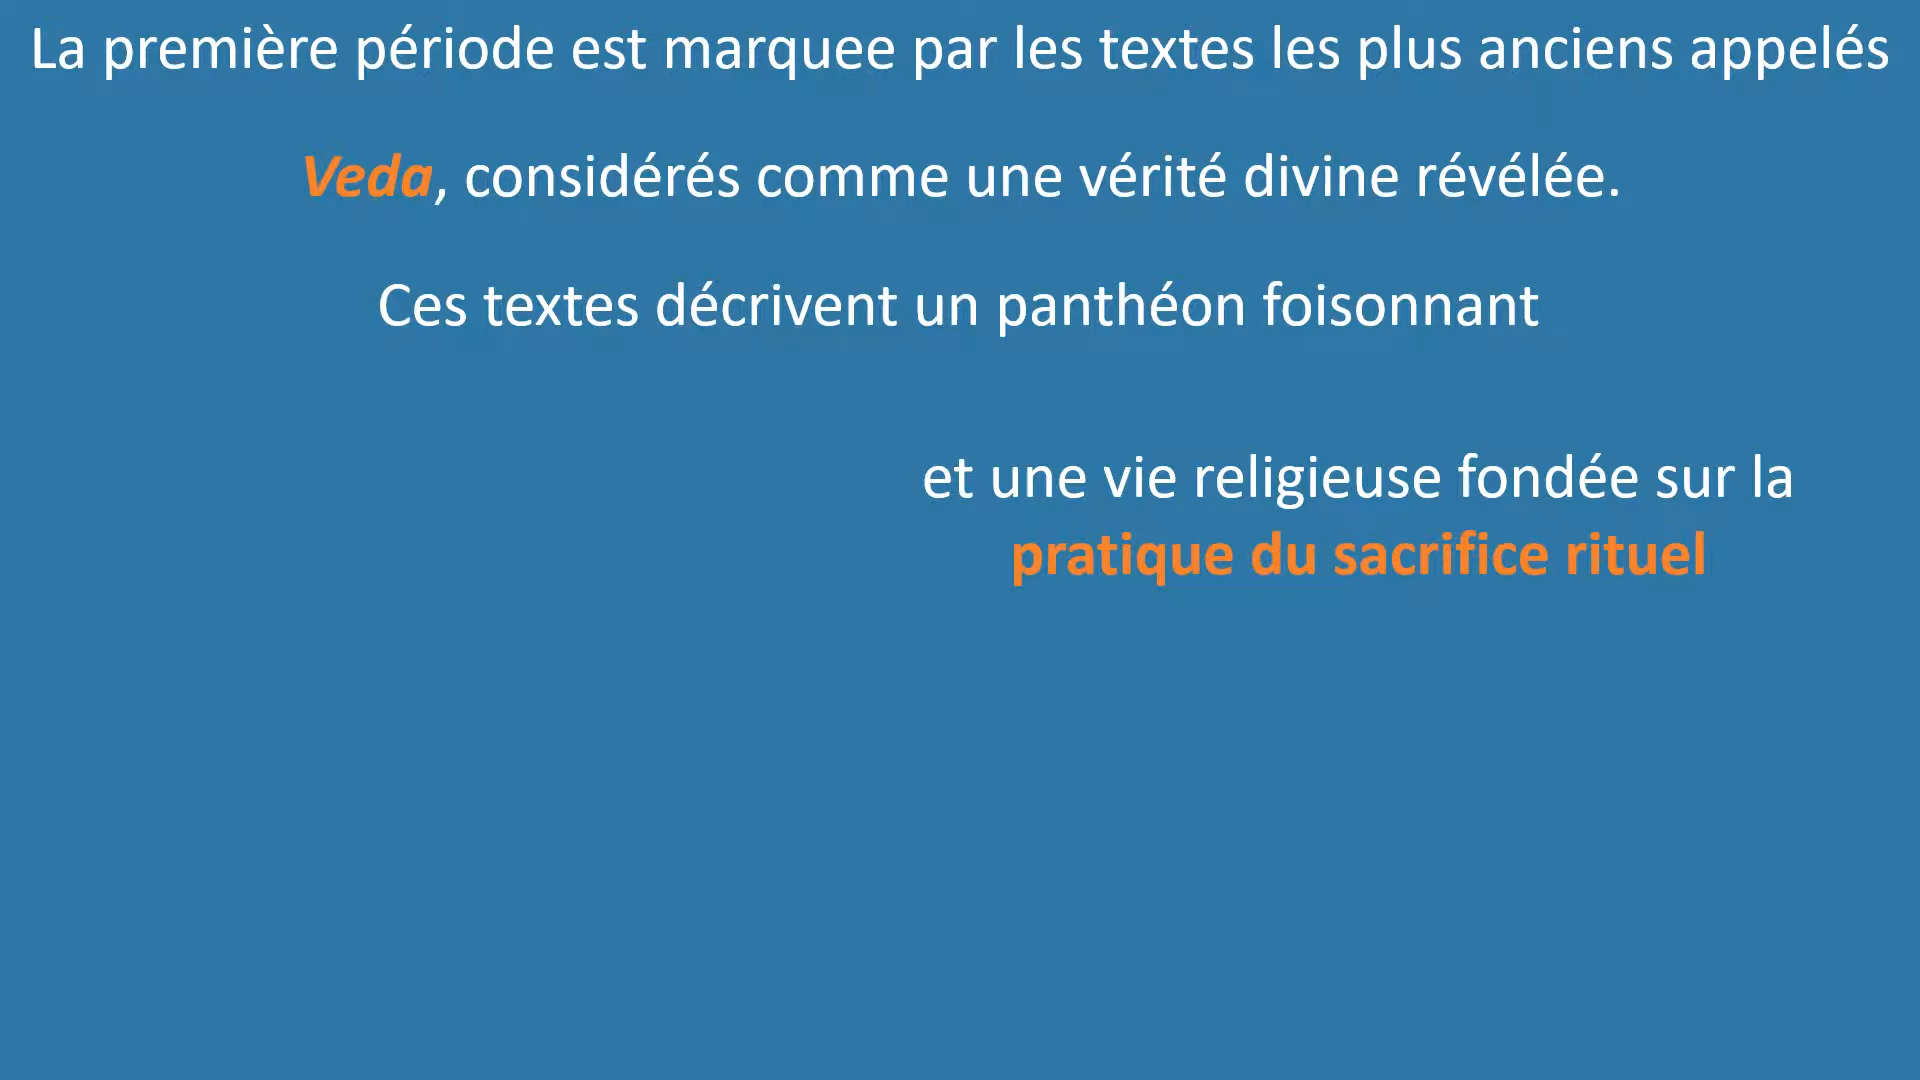 La première période est marquee par les textes les plus anciens appelés
Veda, considérés comme une vérité divine révélée.
Ces textes décrivent un panthéon foisonnant
et une vie religieuse fondée sur la
pratique du sacrifice rituel